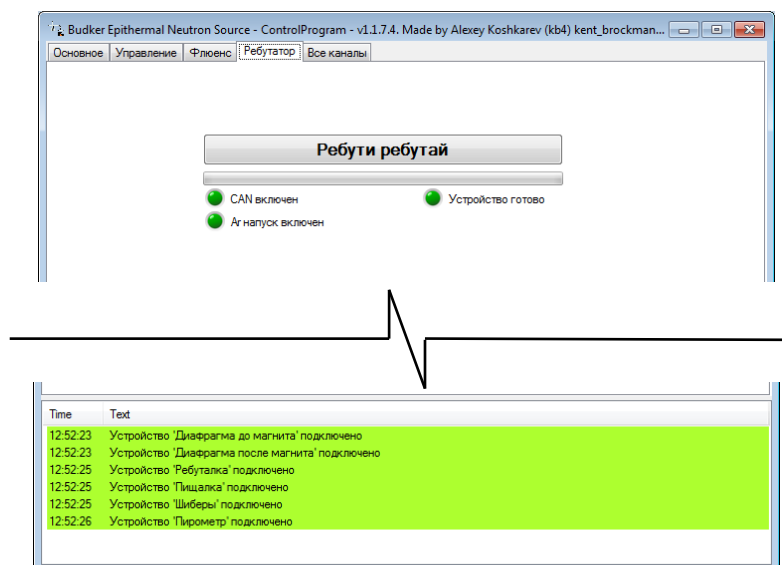 Budker Epithermal Neutron Source - ControlProgram - v1.1.7.4. Made by Alexey Koshkarev (kb4) kent_brockman...
Основное Управление Флюенс Ребутатор Все каналы
Ребути ребутай
CAN включен Устройство готово
Ar напуск включен
Time Text
12:52:23 Устройство 'Диафрагма до магнита' подключено
12:52:23 Устройство 'Диафрагма после магнита' подключено
12:52:25 Устройство 'Ребуталка' подключено
12:52:25 Устройство 'Пищалка' подключено
12:52:25 Устройство 'Шиберы' подключено
12:52:26 Устройство 'Пирометр' подключено